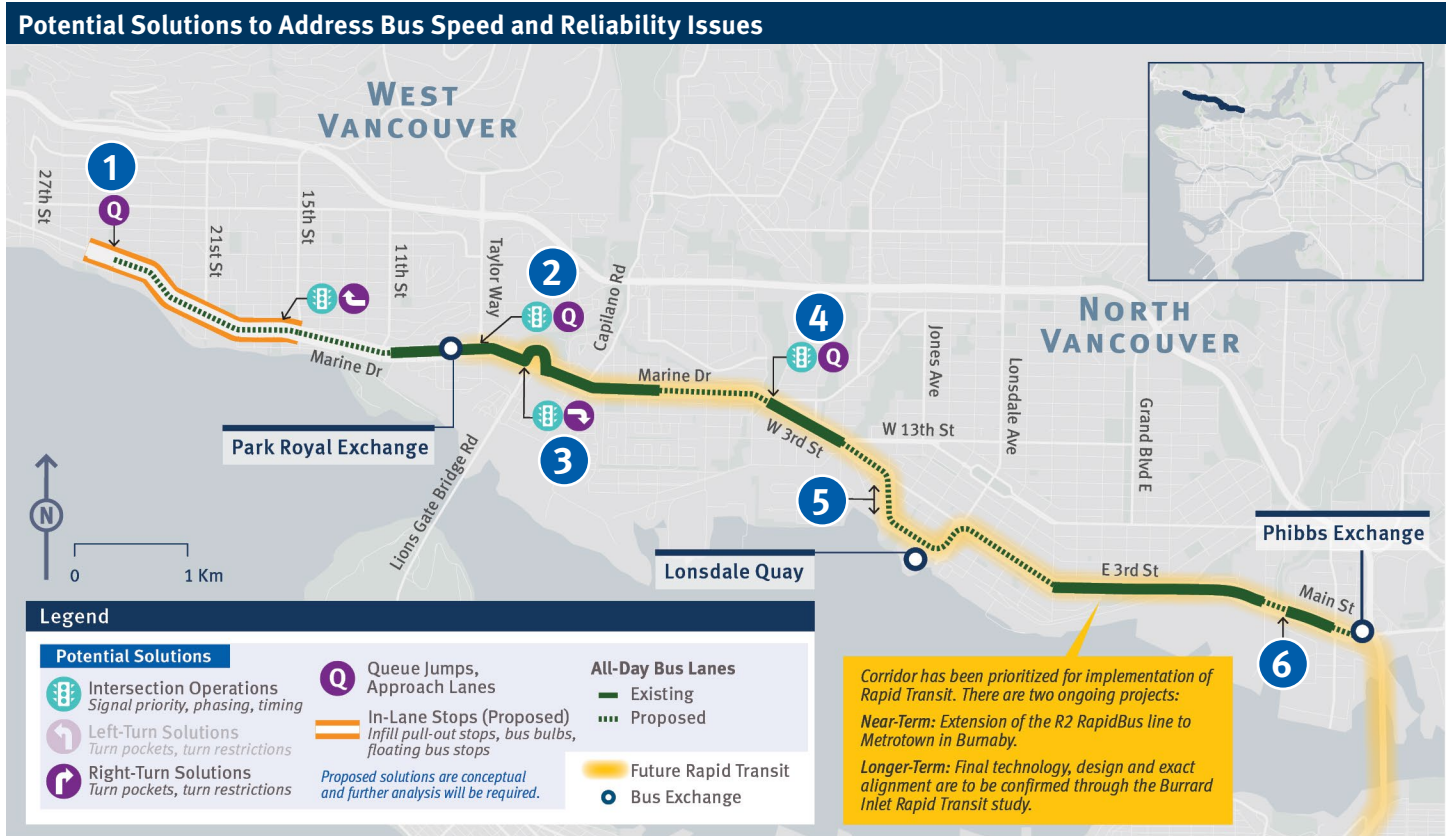 Potential Solutions to Address Bus Speed and Reliability Issues
WEST
VANCOUVER
1
Q
27th St
21st St
15th St
11th St
Taylor Way
2
Q
Capilano Rd
4
Q
NORTH
VANCOUVER
Marine Dr
Marine Dr
Jones Ave
Lonsdale Ave
Grand Blvd E
W 3rd St
W 13th St
Park Royal Exchange
3
Lions Gate Bridge Rd
5
N
0
1 Km
Lonsdale Quay
Phibbs Exchange
E 3rd St
Main St
6
Legend
Potential Solutions
Intersection Operations
Signal priority, phasing, timing
Left-Turn Solutions
Turn pockets, turn restrictions
Right-Turn Solutions
Turn pockets, turn restrictions
Q
Queue Jumps,
Approach Lanes
In-Lane Stops (Proposed)
Infill pull-out stops, bus bulbs,
floating bus stops
Proposed solutions are conceptual
and further analysis will be required.
All-Day Bus Lanes
Existing
Proposed
Future Rapid Transit
Bus Exchange
Corridor has been prioritized for implementation of
Rapid Transit. There are two ongoing projects:
Near-Term: Extension of the R2 RapidBus line to
Metrotown in Burnaby.
Longer-Term: Final technology, design and exact
alignment are to be confirmed through the Burrard
Inlet Rapid Transit study.